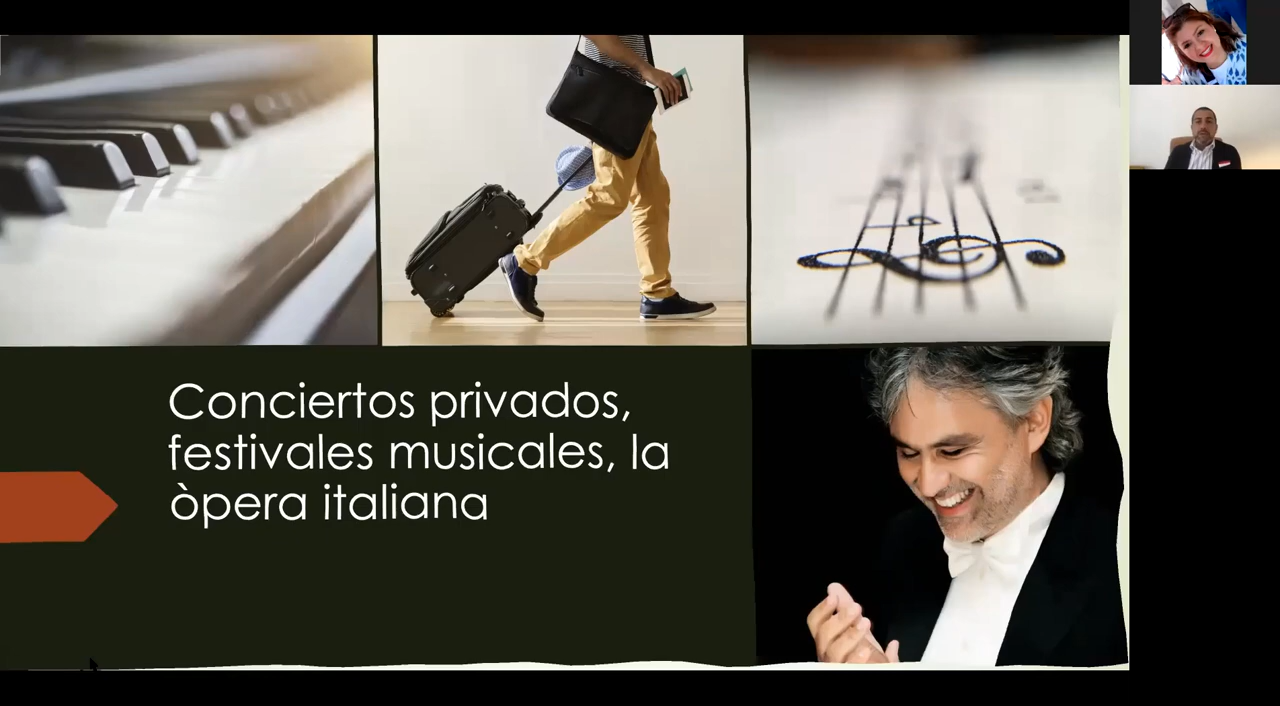 Conciertos privados,
festivales musicales, la
òpera italiana